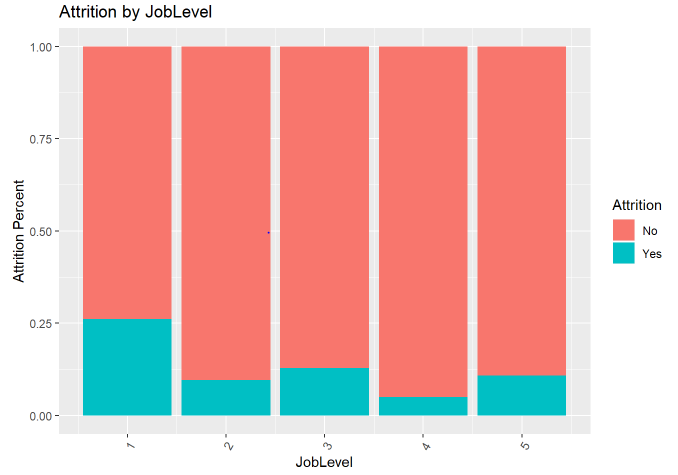 Attrition by JobLevel
1.00
0.75
0.50
0.25
0.00
Attrition Percent
1
2
3
4
5
JobLevel
Attrition
No
Yes